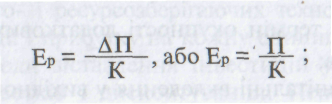 Eр = ΔП/К, або Eр = П/К ;